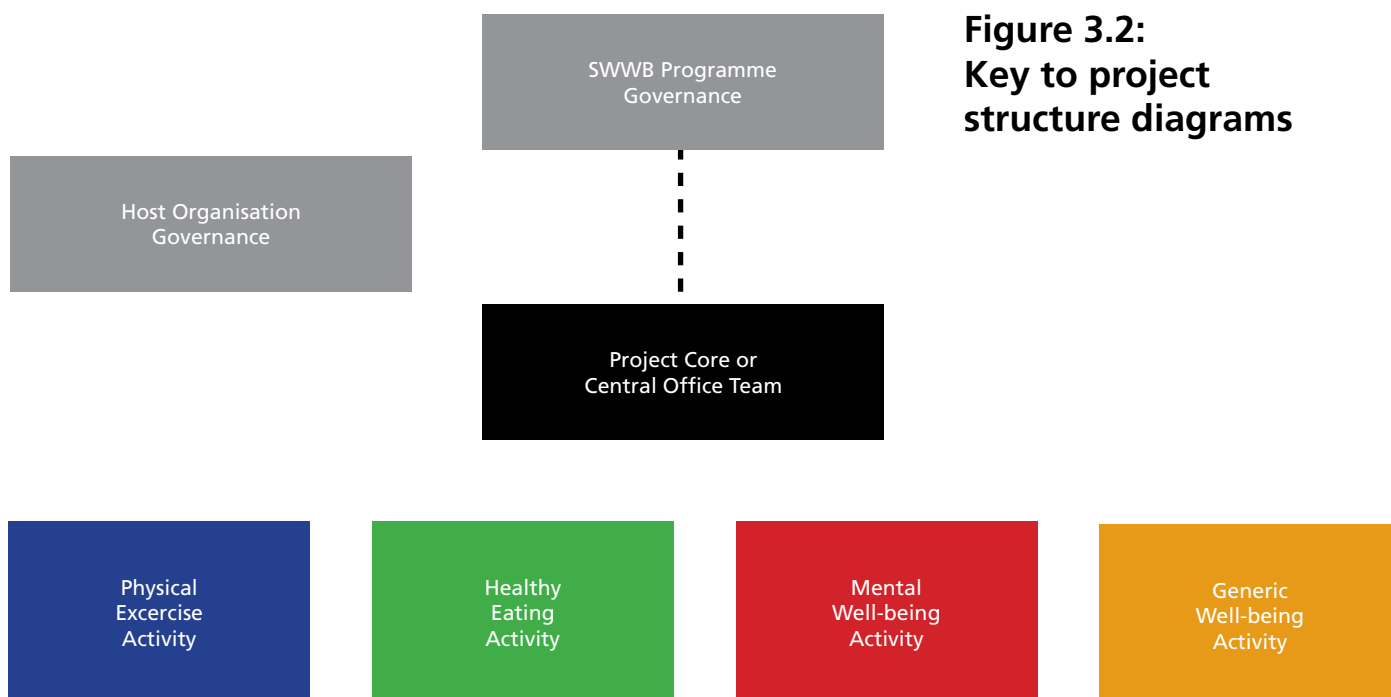 Figure 3.2:
Key to project
structure diagrams
SWWB Programme
Governance
Host Organisation
Governance
Project Core or
Central Office Team
Physical
Excercise
Activity
Healthy
Eating
Activity
Mental
Well-being
Activity
Generic
Well-being
Activity